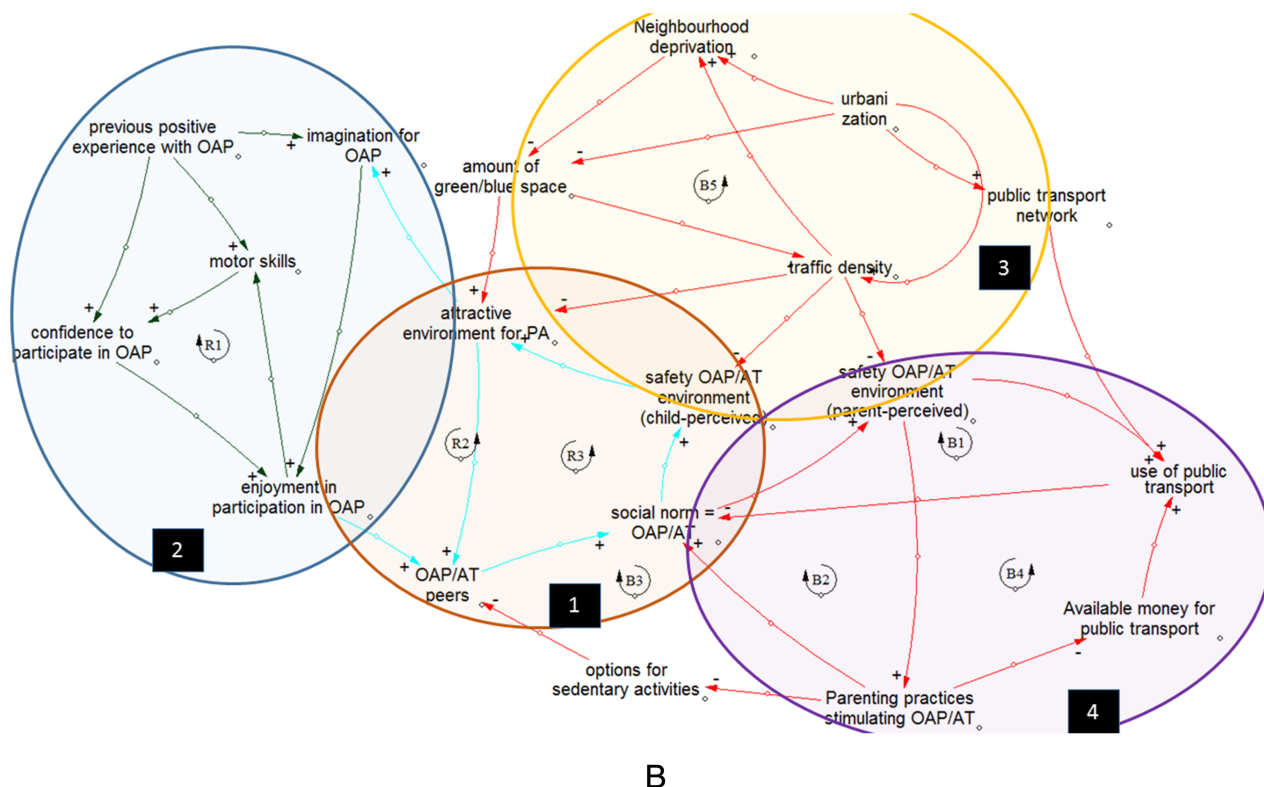 Neighbourhood
deprivation
+
+
urbani
zation
previous positive
experience with OAP
+
imagination for
OAP
+
-
-
amount of
green/blue space
B5
+
public transport
network
+
motor skills
traffic density
+
3
+
+
confidence to
participate in OAP
R1
+
-
attractive
environment for PA
+
-
safety OAP/AT
environment
(child-perceived)
-
safety OAP/AT
environment
(parent-perceived)
+
R2
R3
+
B1
+
+
use of public
transport
+
+
+
enjoyment in
participation in OAP
social norm =
OAP/AT
-
+
+
2
+
+
OAP/AT
peers
-
1
B3
B2
B4
Available money for
public transport
-
options for
sedentary activities
-
+
Parenting practices
stimulating OAP/AT
4
B